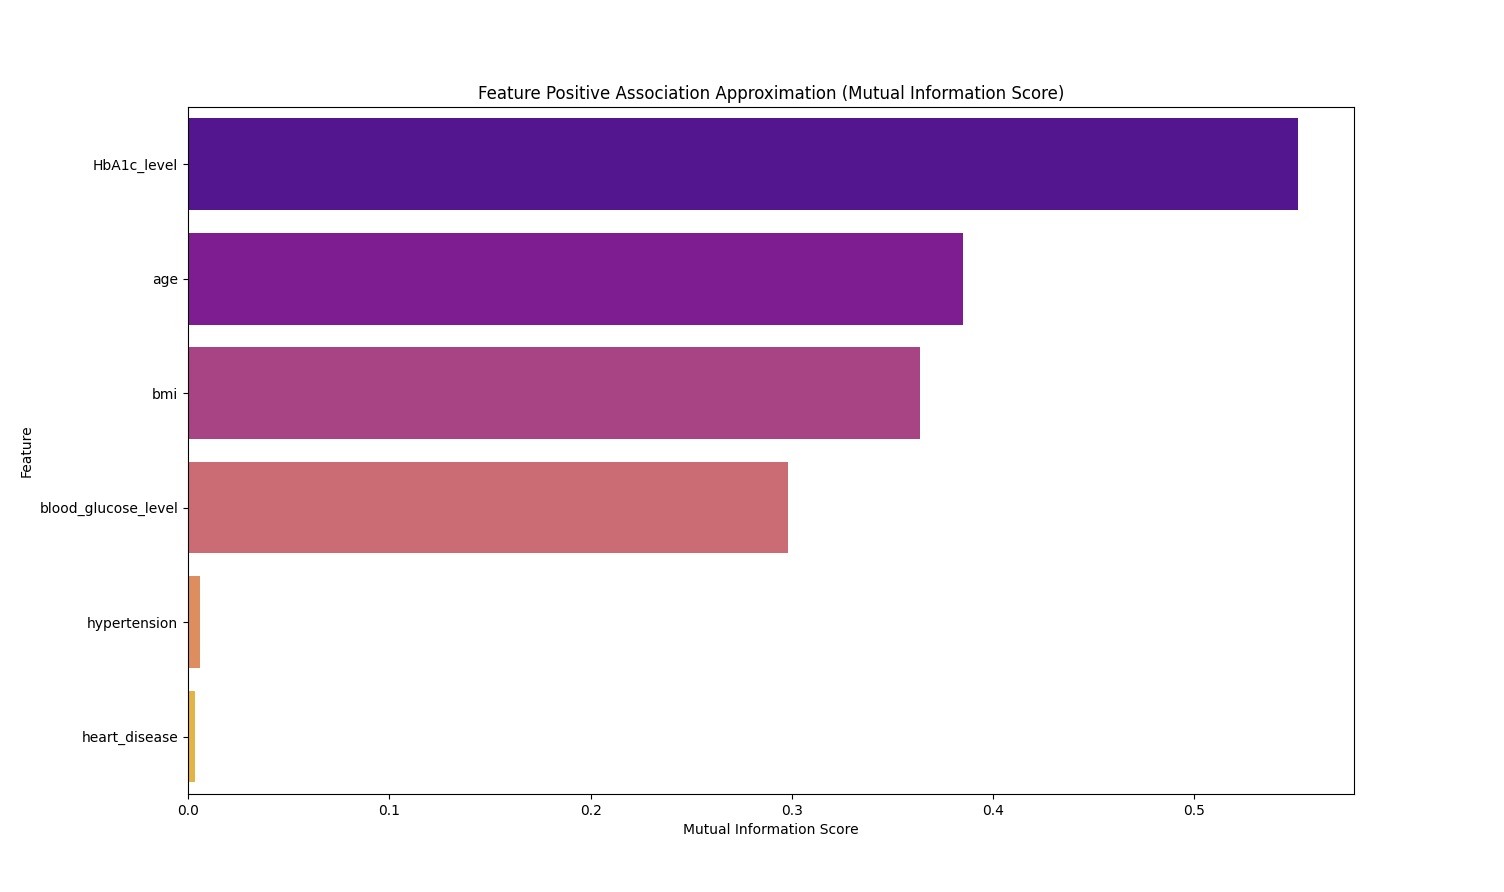 Feature Positive Association Approximation (Mutual Information Score)
HbA1c_level
age
bmi
blood_glucose_level
hypertension
heart_disease
Feature
0.0 0.1 0.2 0.3 0.4 0.5
Mutual Information Score